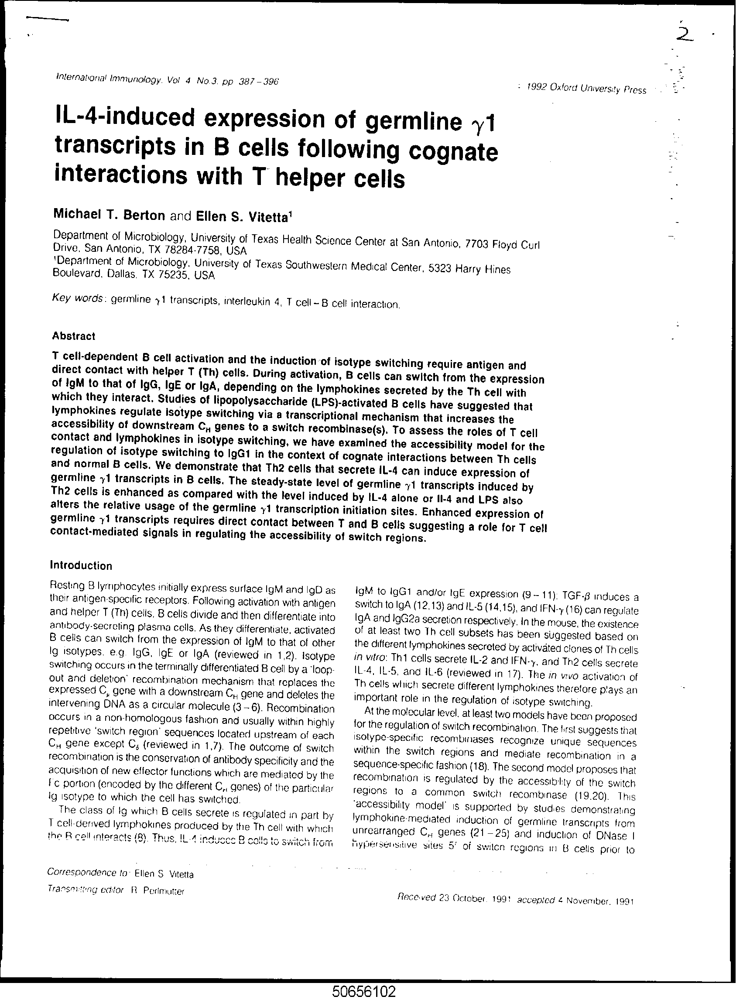 2
International Immunology, Vol. 4, No. 3, pp. 387–396
1992 Oxford University Press
IL-4-induced expression of germline γ1
transcripts in B cells following cognate
interactions with T helper cells
Michael T. Berton and Ellen S. Vitetta¹
Department of Microbiology, University of Texas Health Science Center at San Antonio, 7703 Floyd Curl
Drive, San Antonio, TX 78284-7758, USA
¹Department of Microbiology, University of Texas Southwestern Medical Center, 5323 Harry Hines
Boulevard, Dallas, TX 75235, USA
Key words: germline γ1 transcripts, interleukin 4, T cell–B cell interaction.
Abstract
T cell-dependent B cell activation and the induction of isotype switching require antigen and
direct contact with helper T (Th) cells. During activation, B cells can switch from the expression
of IgM to that of IgG, IgE or IgA, depending on the lymphokines secreted by the Th cell with
which they interact. Studies of lipopolysaccharide (LPS)-activated B cells have suggested that
lymphokines regulate isotype switching via a transcriptional mechanism that increases the
accessibility of downstream C_H genes to a switch recombinase(s). To assess the roles of T cell
contact and lymphokines in isotype switching, we have examined the accessibility model for the
regulation of isotype switching to IgG1 in the context of cognate interactions between Th cells
and normal B cells. We demonstrate that Th2 cells that secrete IL-4 can induce expression of
germline γ1 transcripts in B cells. The steady-state level of germline γ1 transcripts induced by
Th2 cells is enhanced as compared with the level induced by IL-4 alone or Il-4 and LPS also
alters the relative usage of the germline γ1 transcription initiation sites. Enhanced expression of
germline γ1 transcripts requires direct contact between T and B cells suggesting a role for T cell
contact-mediated signals in regulating the accessibility of switch regions.
Introduction
Resting B lymphocytes initially express surface IgM and IgD as
their antigen-specific receptors. Following activation with antigen
and helper T (Th) cells, B cells divide and then differentiate into
antibody-secreting plasma cells. As they differentiate, activated
B cells can switch from the expression of IgM to that of other
Ig isotypes, e.g. IgG, IgE or IgA (reviewed in 1,2). Isotype
switching occurs in the terminally differentiated B cell by a 'loop-
out and deletion' recombination mechanism that replaces the
expressed C_μ gene with a downstream C_H gene and deletes the
intervening DNA as a circular molecule (3–6). Recombination
occurs in a non-homologous fashion and usually within highly
repetitive 'switch region' sequences located upstream of each
C_H gene except C_δ (reviewed in 1,7). The outcome of switch
recombination is the conservation of antibody specificity and the
acquisition of new effector functions which are mediated by the
Fc portion (encoded by the different C_H genes) of the particular
Ig isotype to which the cell has switched.
The class of Ig which B cells secrete is regulated in part by
T cell-derived lymphokines produced by the Th cell with which
the B cell interacts (8). Thus, IL-4 induces B cells to switch from
IgM to IgG1 and/or IgE expression (9–11). TGF-β induces a
switch to IgA (12,13) and IL-5 (14,15), and IFN-γ (16) can regulate
IgA and IgG2a secretion respectively. In the mouse, the existence
of at least two Th cell subsets has been suggested based on
the different lymphokines secreted by activated clones of Th cells
in vitro: Th1 cells secrete IL-2 and IFN-γ, and Th2 cells secrete
IL-4, IL-5, and IL-6 (reviewed in 17). The in vivo activation of
Th cells which secrete different lymphokines therefore plays an
important role in the regulation of isotype switching.
At the molecular level, at least two models have been proposed
for the regulation of switch recombination. The first suggests that
isotype-specific recombinases recognize unique sequences
within the switch regions and mediate recombination in a
sequence-specific fashion (18). The second model proposes that
recombination is regulated by the accessibility of the switch
regions to a common switch recombinase (19,20). This
'accessibility model' is supported by studies demonstrating
lymphokine-mediated induction of germline transcripts from
unrearranged C_H genes (21–25) and induction of DNase I
hypersensitive sites 5' of switch regions in B cells prior to
Correspondence to: Ellen S. Vitetta
Transmitting editor: R. Perlmutter
Received 23 October, 1991, accepted 4 November, 1991
50656102